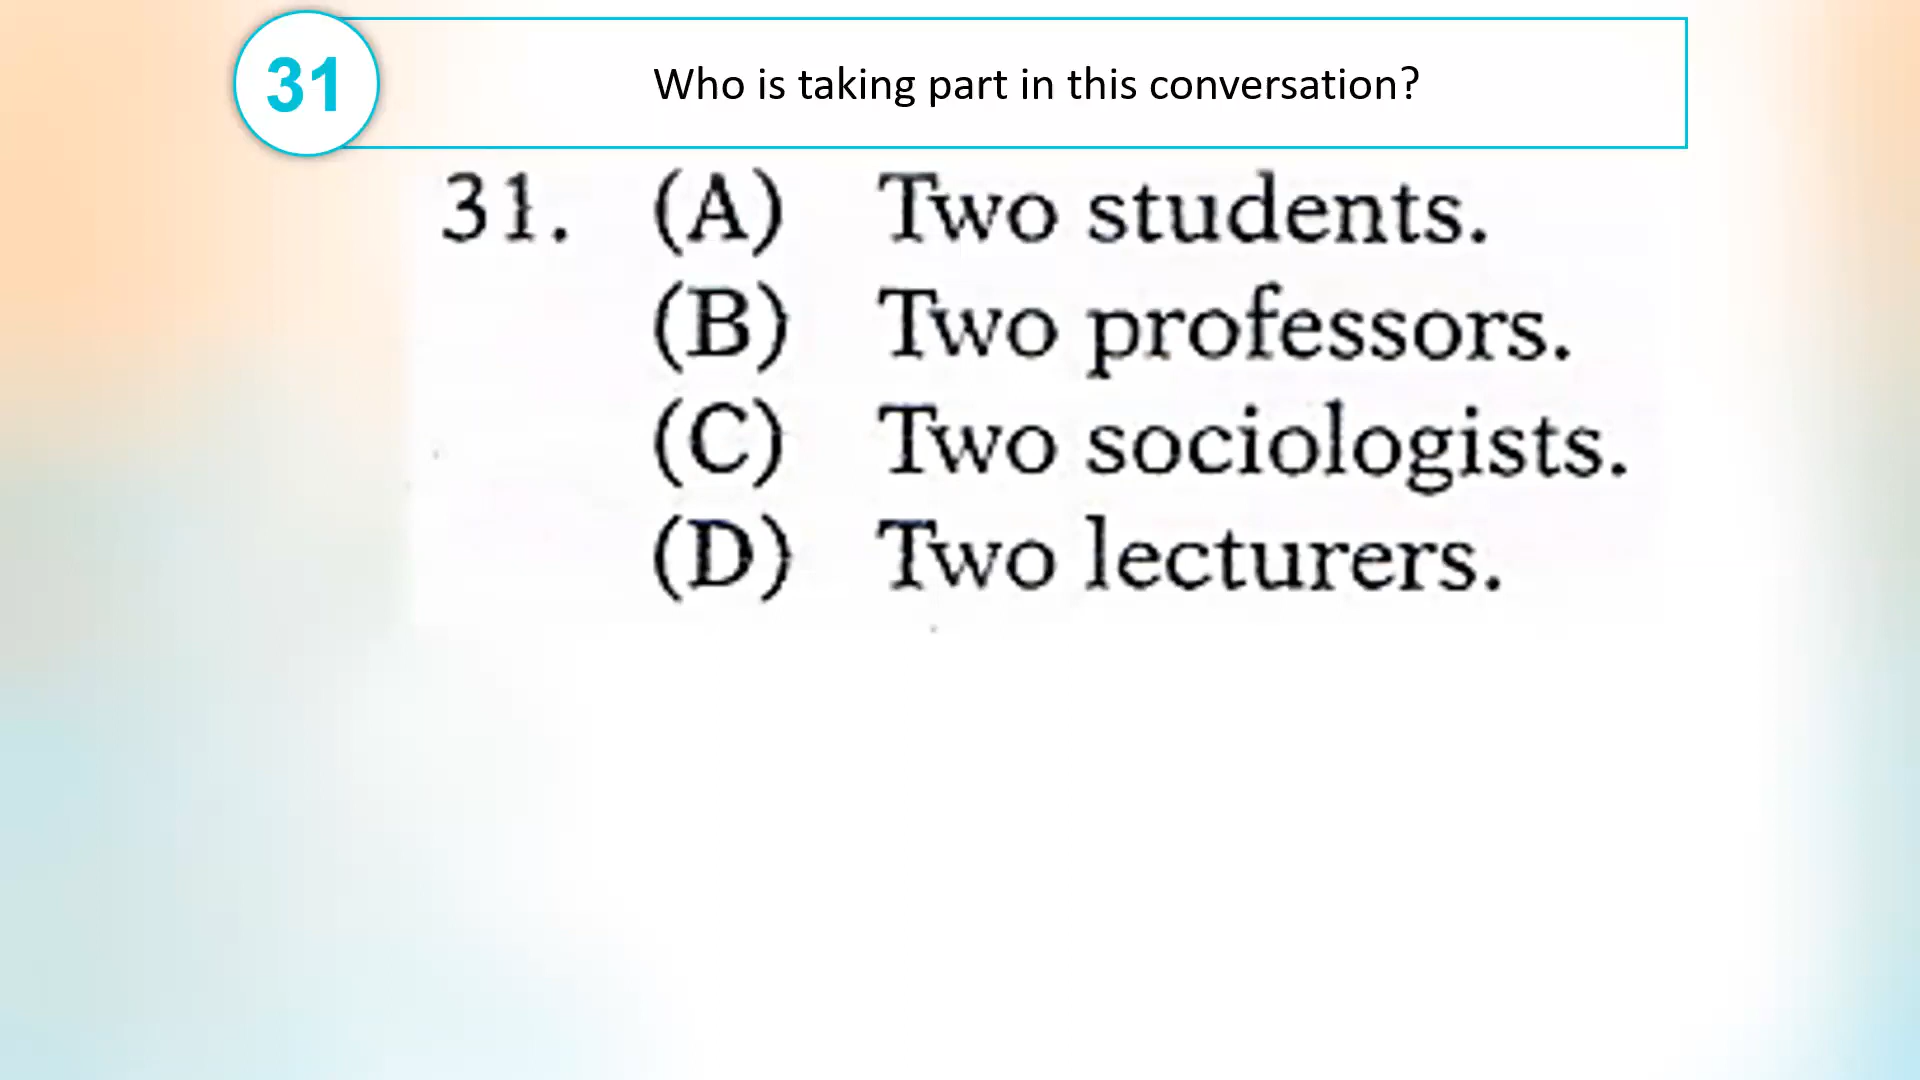 31
Who is taking part in this conversation?
31. (A) Two students.
(B) Two professors.
(C) Two sociologists.
(D) Two lecturers.